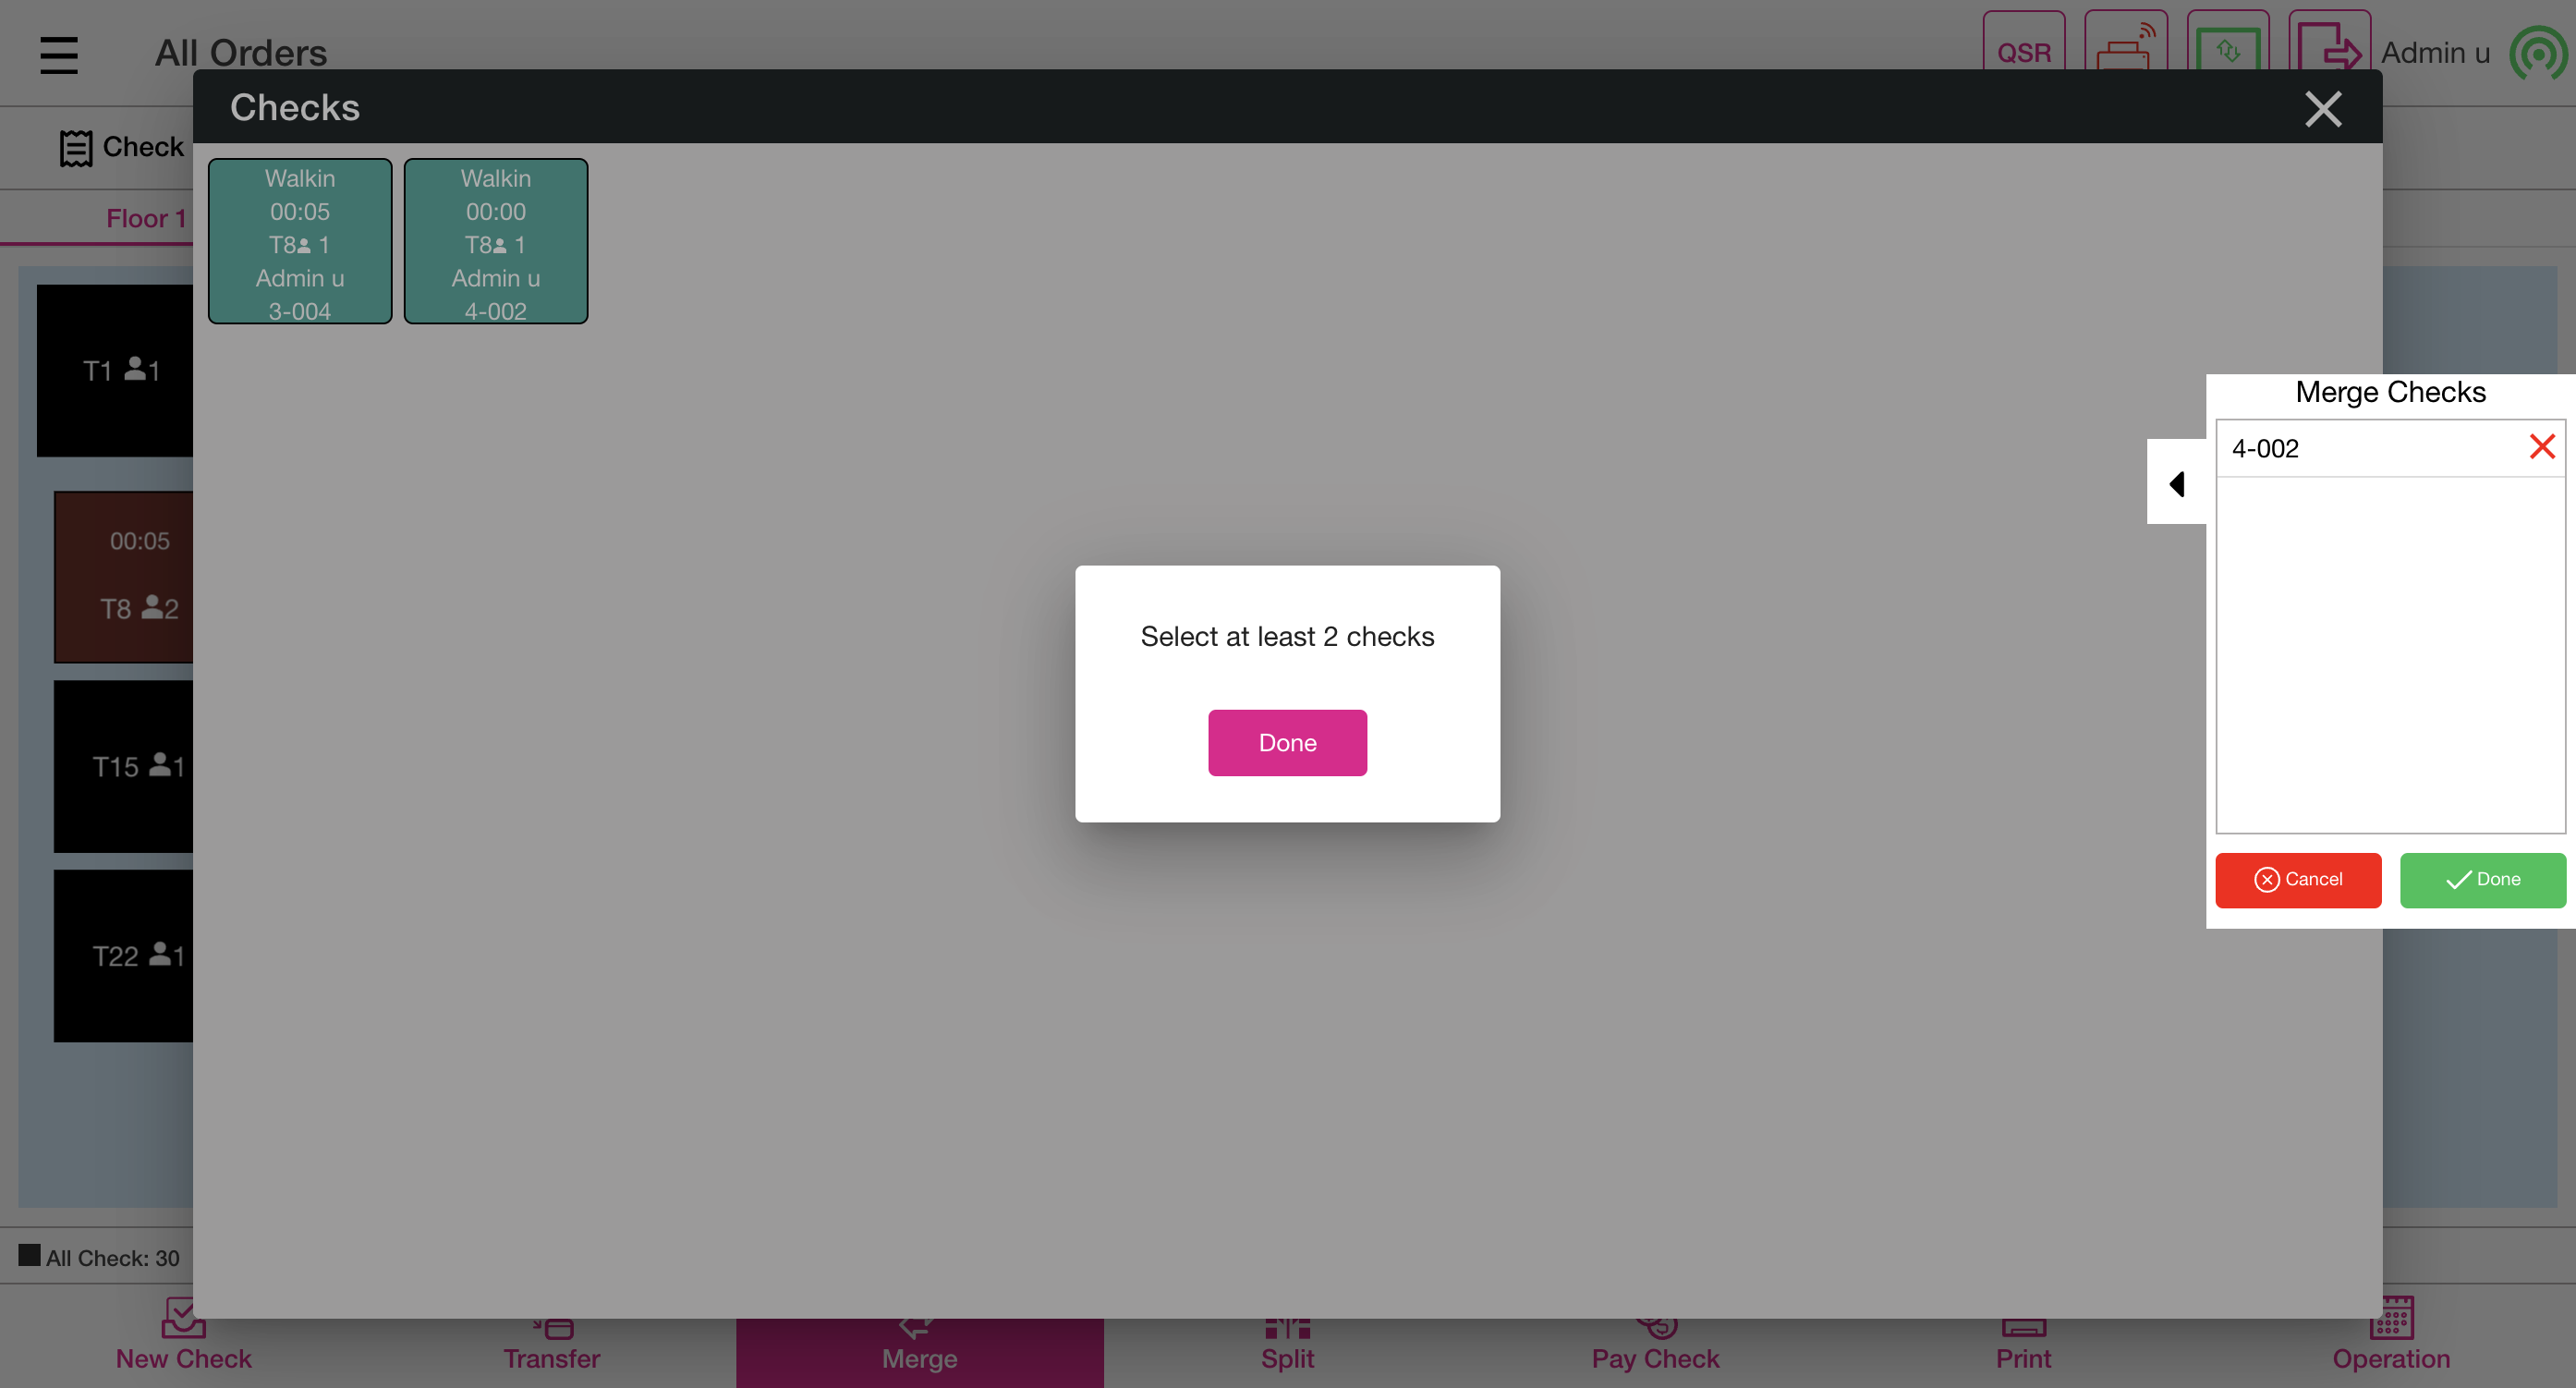 All Orders
QSR
Admin u
Checks
Check
Floor 1
Walkin
00:05
T8 1
Admin u
3-004
Walkin
00:00
T8 1
Admin u
4-002
T1 1
00:05
T8 2
T15 1
T22 1
Select at least 2 checks
Done
Merge Checks
4-002
Cancel
Done
All Check: 30
New Check
Transfer
Merge
Split
Pay Check
Print
Operation